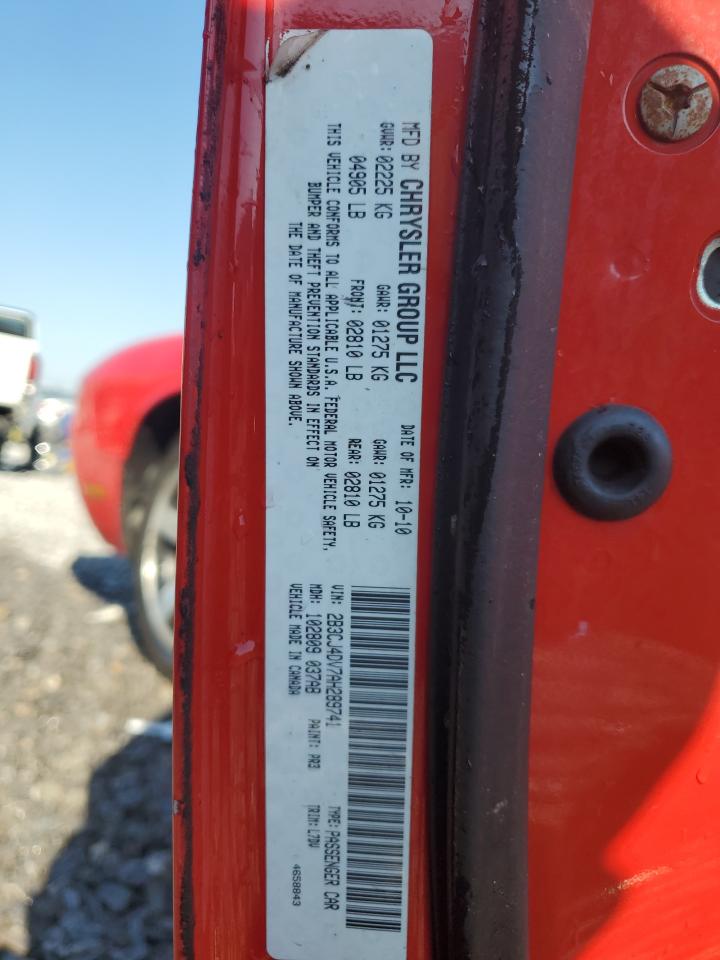 MFD BY CHRYSLER GROUP LLC
DATE OF MFR: 10-10
GVWR: 02225 KG
GAWR: 01275 KG
GAWR: 01275 KG
04905 LB
FRONT: 02810 LB
REAR: 02810 LB
THIS VEHICLE CONFORMS TO ALL APPLICABLE U.S.A. FEDERAL MOTOR VEHICLE SAFETY,
BUMPER AND THEFT PREVENTION STANDARDS IN EFFECT ON
THE DATE OF MANUFACTURE SHOWN ABOVE.
VIN: 2B3CJ4DV7AH289741
TYPE: PASSENGER CAR
MDH: 102809 037AB
PAINT: PR3
TRIM: L7DV
VEHICLE MADE IN CANADA
4658843